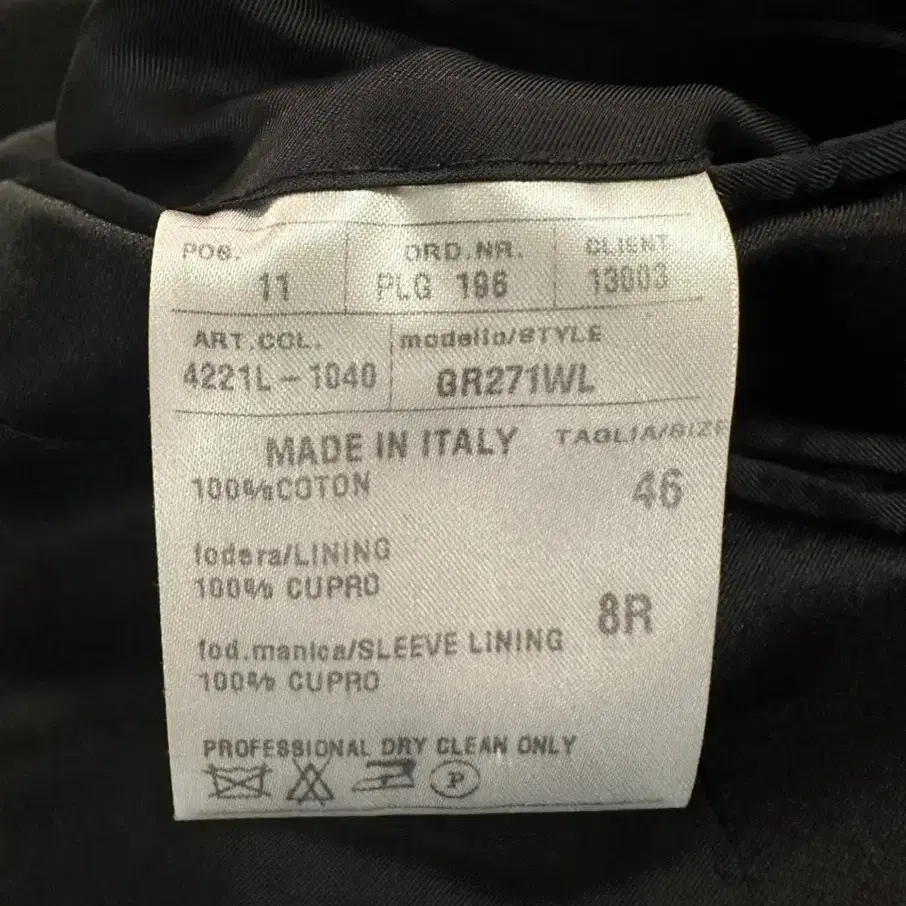 POS. ORD.NR. CLIENT
11 PLG 196 13003
ART.COL. modello/STYLE
4221L-1040 GR271WL
MADE IN ITALY TAGLIA/SIZE
100%COTON 46
fodera/LINING
100% CUPRO
8R
fod.manica/SLEEVE LINING
100% CUPRO
PROFESSIONAL DRY CLEAN ONLY
P